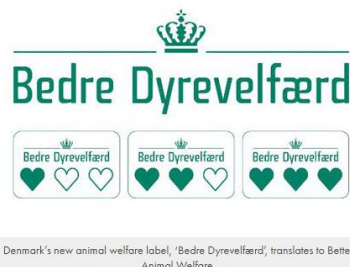 Bedre Dyrevelfærd
Bedre Dyrevelfærd
Bedre Dyrevelfærd
Bedre Dyrevelfærd
Denmark's new animal welfare label, 'Bedre Dyrevelfærd', translates to Bette
Animal Welfare